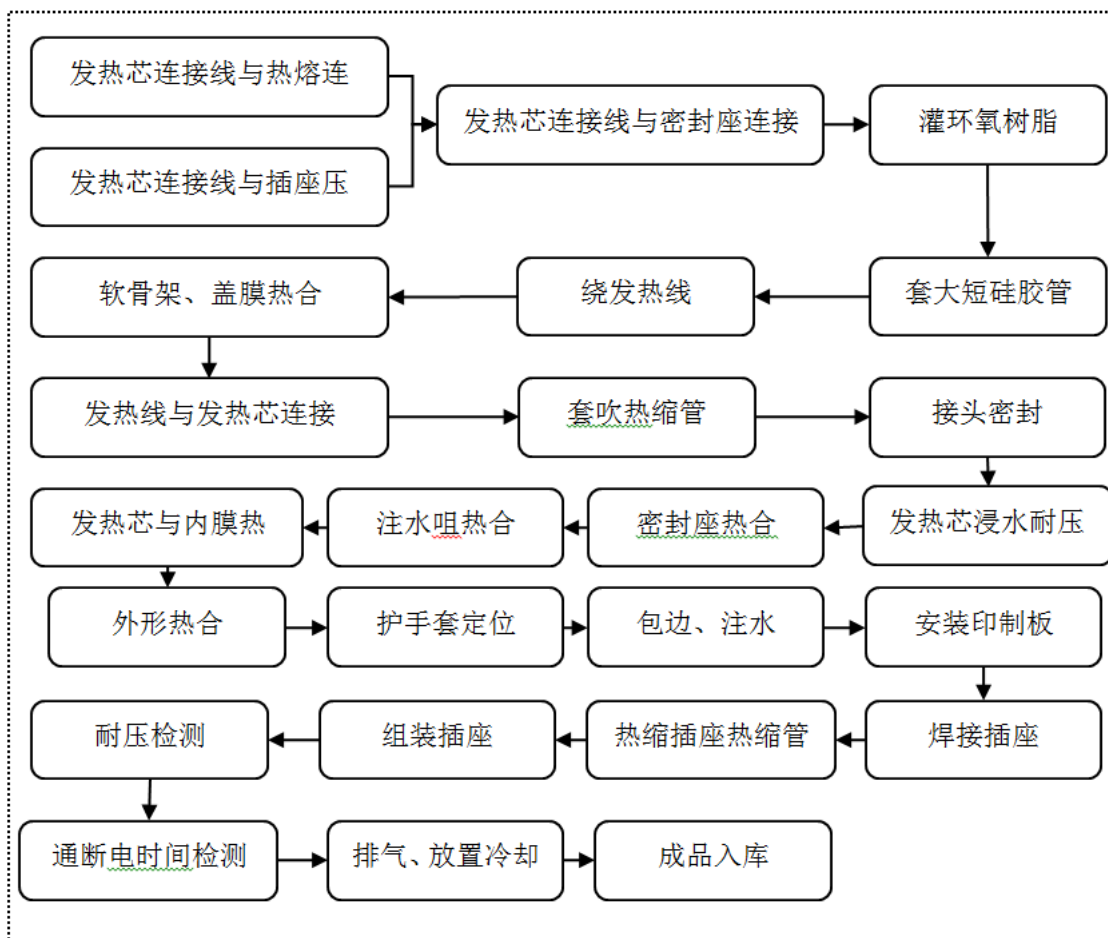 发热芯连接线与热熔连
发热芯连接线与密封座连接
灌环氧树脂
发热芯连接线与插座压
软骨架、盖膜热合
绕发热线
套大短硅胶管
发热线与发热芯连接
套吹热缩管
接头密封
发热芯与内膜热
注水咀热合
密封座热合
发热芯浸水耐压
外形热合
护手套定位
包边、注水
安装印制板
耐压检测
组装插座
热缩插座热缩管
焊接插座
通断电时间检测
排气、放置冷却
成品入库